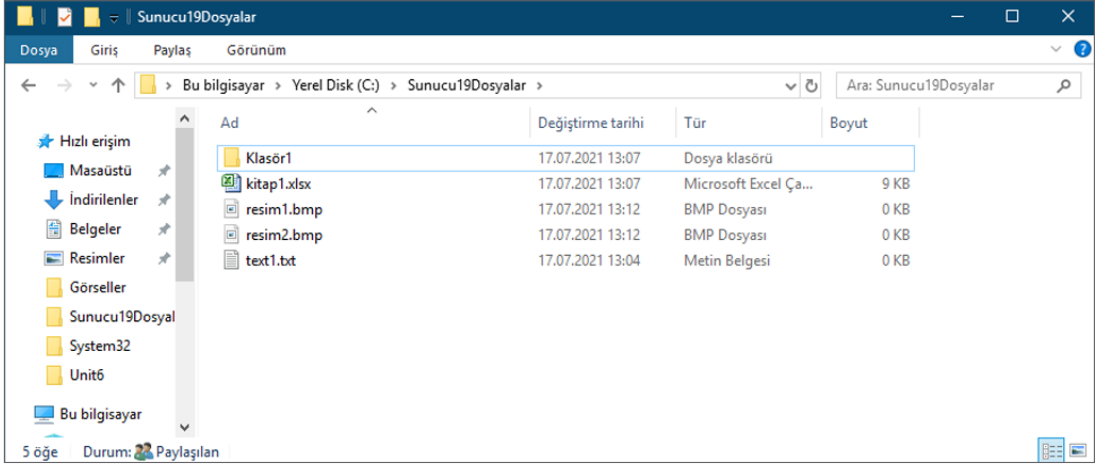 Sunucu19Dosyalar
Dosya Giriş Paylaş Görünüm
Bu bilgisayar > Yerel Disk (C:) > Sunucu19Dosyalar > Ara: Sunucu19Dosyalar
Ad Değiştirme tarihi Tür Boyut
Hızlı erişim
Masaüstü
İndirilenler
Belgeler
Resimler
Görseller
Sunucu19Dosyal
System32
Unit6
Bu bilgisayar
Klasör1 17.07.2021 13:07 Dosya klasörü
kitap1.xlsx 17.07.2021 13:07 Microsoft Excel Ça... 9 KB
resim1.bmp 17.07.2021 13:12 BMP Dosyası 0 KB
resim2.bmp 17.07.2021 13:12 BMP Dosyası 0 KB
text1.txt 17.07.2021 13:04 Metin Belgesi 0 KB
5 öğe Durum: Paylaşılan